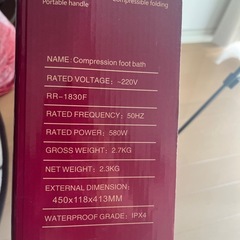 Portable handle
Compressible folding
NAME: Compression foot bath
RATED VOLTAGE: ~220V
RR-1830F
RATED FREQUENCY: 50HZ
RATED POWER: 580W
GROSS WEIGHT: 2.7KG
NET WEIGHT: 2.3KG
EXTERNAL DIMENSION:
450x118x413MM
WATERPROOF GRADE: IPX4